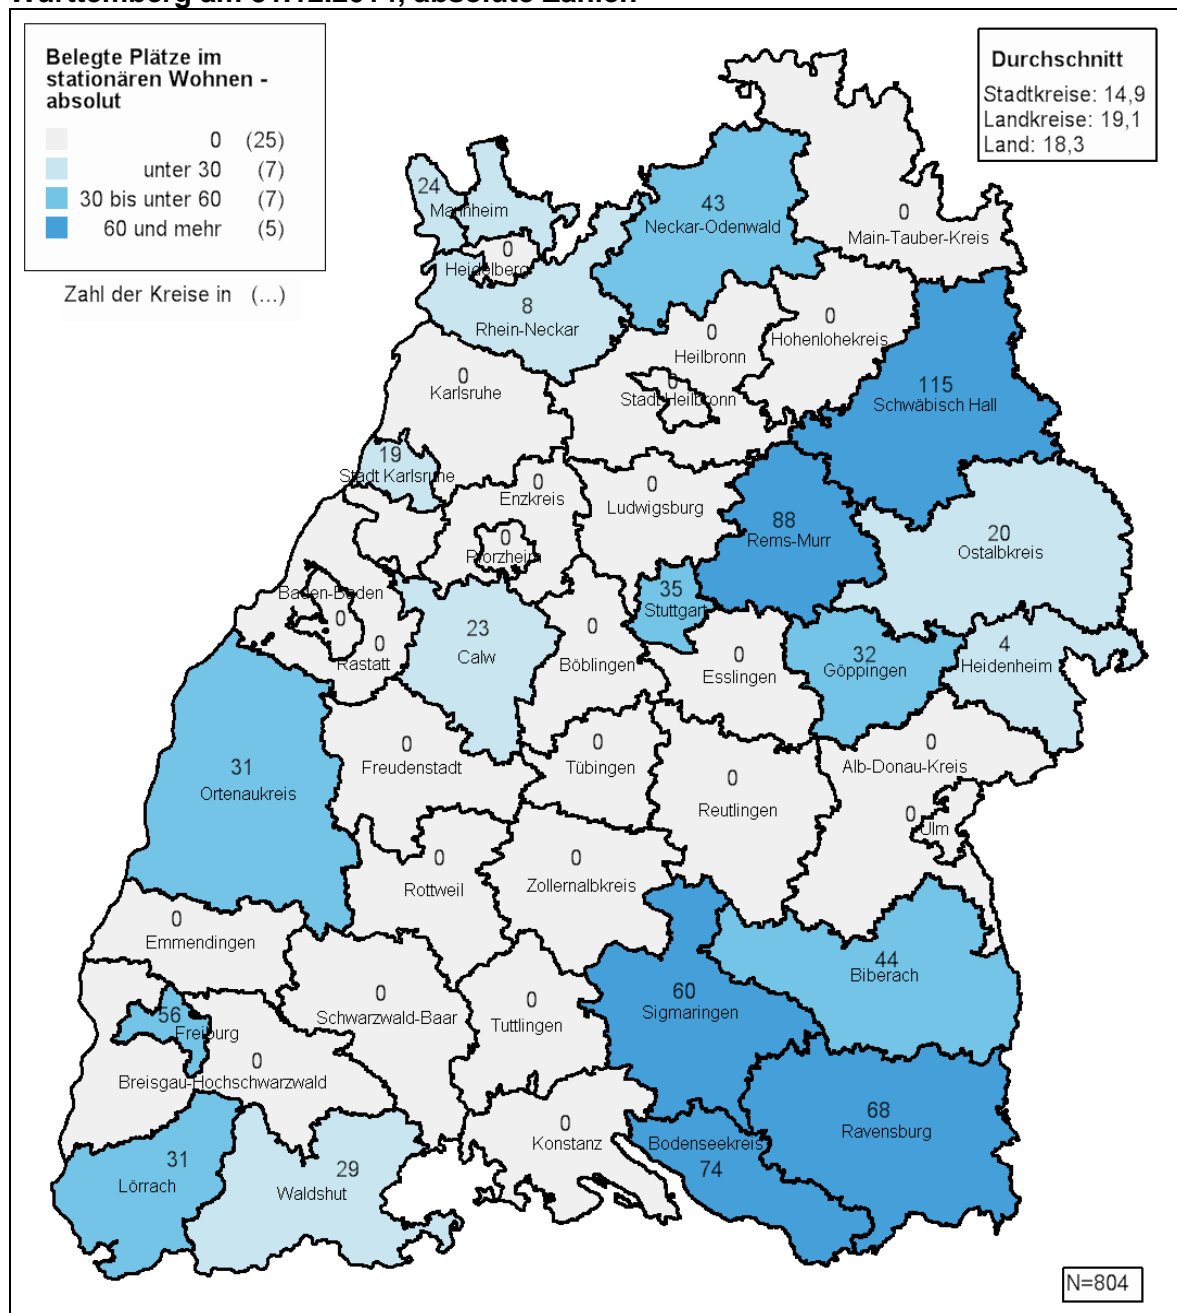 Württemberg am 31.12.2014, absolute Zahlen
Belegte Plätze im
stationären Wohnen -
absolut
0 (25)
unter 30 (7)
30 bis unter 60 (7)
60 und mehr (5)
Zahl der Kreise in (...)
Durchschnitt
Stadtkreise: 14,9
Landkreise: 19,1
Land: 18,3
24
Mannheim
43
Neckar-Odenwald
0
Main-Tauber-Kreis
0
Heidelberg
8
Rhein-Neckar
0
Heilbronn
0
Hohenlohekreis
0
Karlsruhe
0
Stadt Heilbronn
115
Schwäbisch Hall
19
Stadt Karlsruhe
0
Enzkreis
0
Ludwigsburg
88
Rems-Murr
20
Ostalbkreis
0
Pforzheim
Baden-Baden
0
0
Rastatt
23
Calw
0
Böblingen
35
Stuttgart
0
Esslingen
32
Göppingen
4
Heidenheim
31
Ortenaukreis
0
Freudenstadt
0
Tübingen
0
Reutlingen
0
Alb-Donau-Kreis
0
Ulm
0
Rottweil
0
Zollernalbkreis
0
Emmendingen
44
Biberach
0
Schwarzwald-Baar
0
Tuttlingen
60
Sigmaringen
56
Freiburg
0
Breisgau-Hochschwarzwald
0
Konstanz
Bodenseekreis
74
68
Ravensburg
31
Lörrach
29
Waldshut
N=804